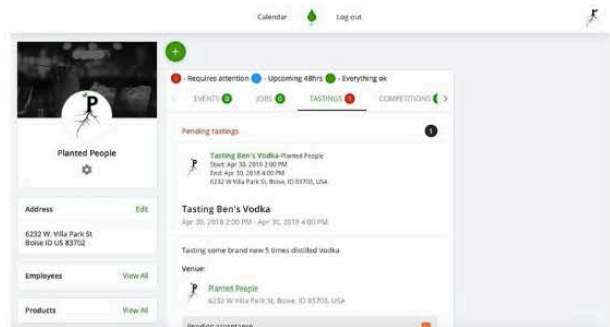 Calendar
Log out
Requires attention - Upcoming 48hrs - Everything ok
EVENTS 0 JOBS 0 TASTINGS 1 COMPETITIONS
Planted People
Address Edit
6232 W. Villa Park St
Boise ID US 83702
Employees View All
Products View All
Pending tastings 1
Tasting Ben's Vodka-Planted People
Start: Apr 30, 2018 2:00 PM
End: Apr 30, 2018 4:00 PM
6232 W Villa Park St, Boise, ID 83703, USA
Tasting Ben's Vodka
Apr 30, 2018 2:00 PM - Apr 30, 2018 4:00 PM
Tasting some brand new 5 times distilled Vodka
Venue:
Planted People
6232 W Villa Park St, Boise, ID 83703, USA
Pending acceptance